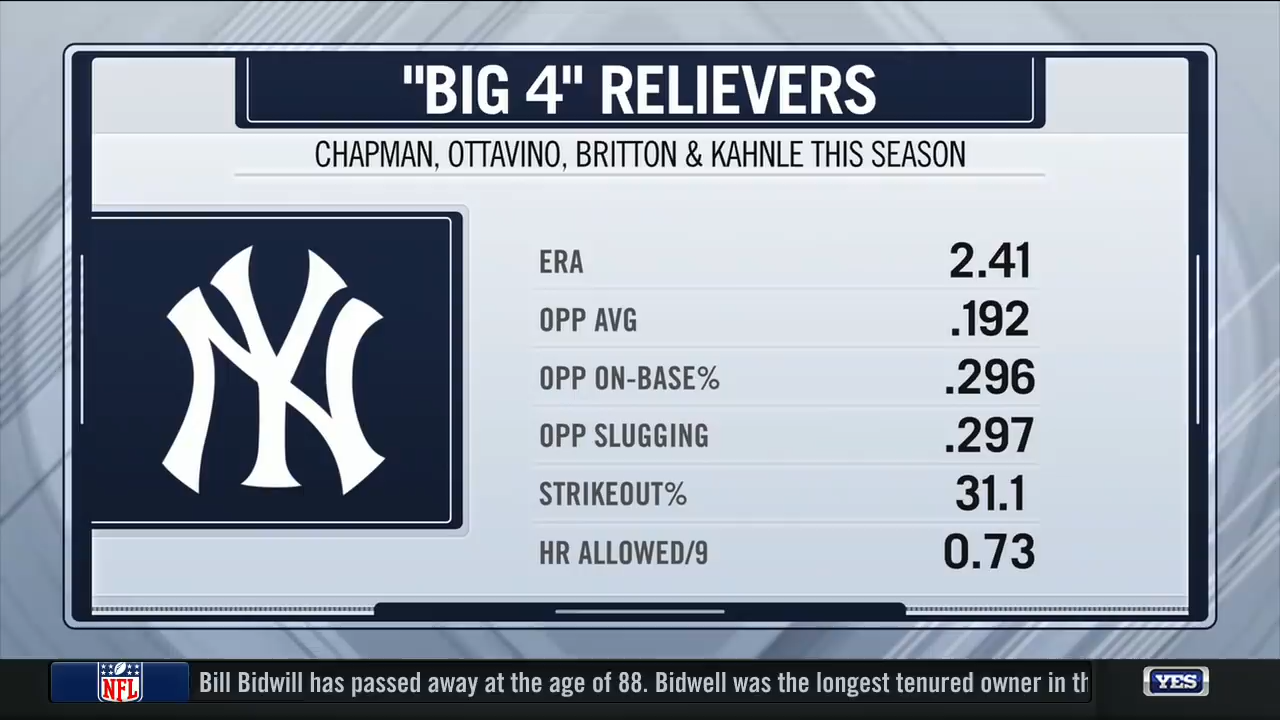 "BIG 4" RELIEVERS
CHAPMAN, OTTAVINO, BRITTON & KAHNLE THIS SEASON
NY
ERA 2.41
OPP AVG .192
OPP ON-BASE% .296
OPP SLUGGING .297
STRIKEOUT% 31.1
HR ALLOWED/9 0.73
NFL Bill Bidwill has passed away at the age of 88. Bidwell was the longest tenured owner in th
YES